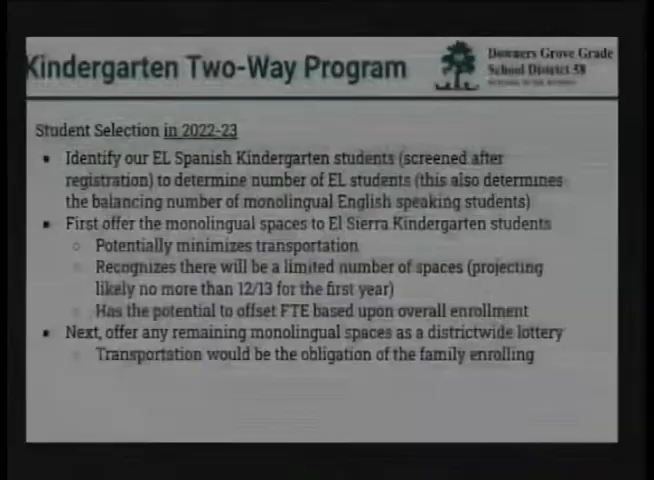 Kindergarten Two-Way Program
Downers Grove Grade
School District 58
Student Selection in 2022-23
• Identify our EL Spanish Kindergarten students (screened after
registration) to determine number of EL students (this also determines
the balancing number of monolingual English speaking students)
• First offer the monolingual spaces to El Sierra Kindergarten students
○ Potentially minimizes transportation
○ Recognizes there will be a limited number of spaces (projecting
likely no more than 12/13 for the first year)
○ Has the potential to offset FTE based upon overall enrollment
• Next, offer any remaining monolingual spaces as a districtwide lottery
○ Transportation would be the obligation of the family enrolling